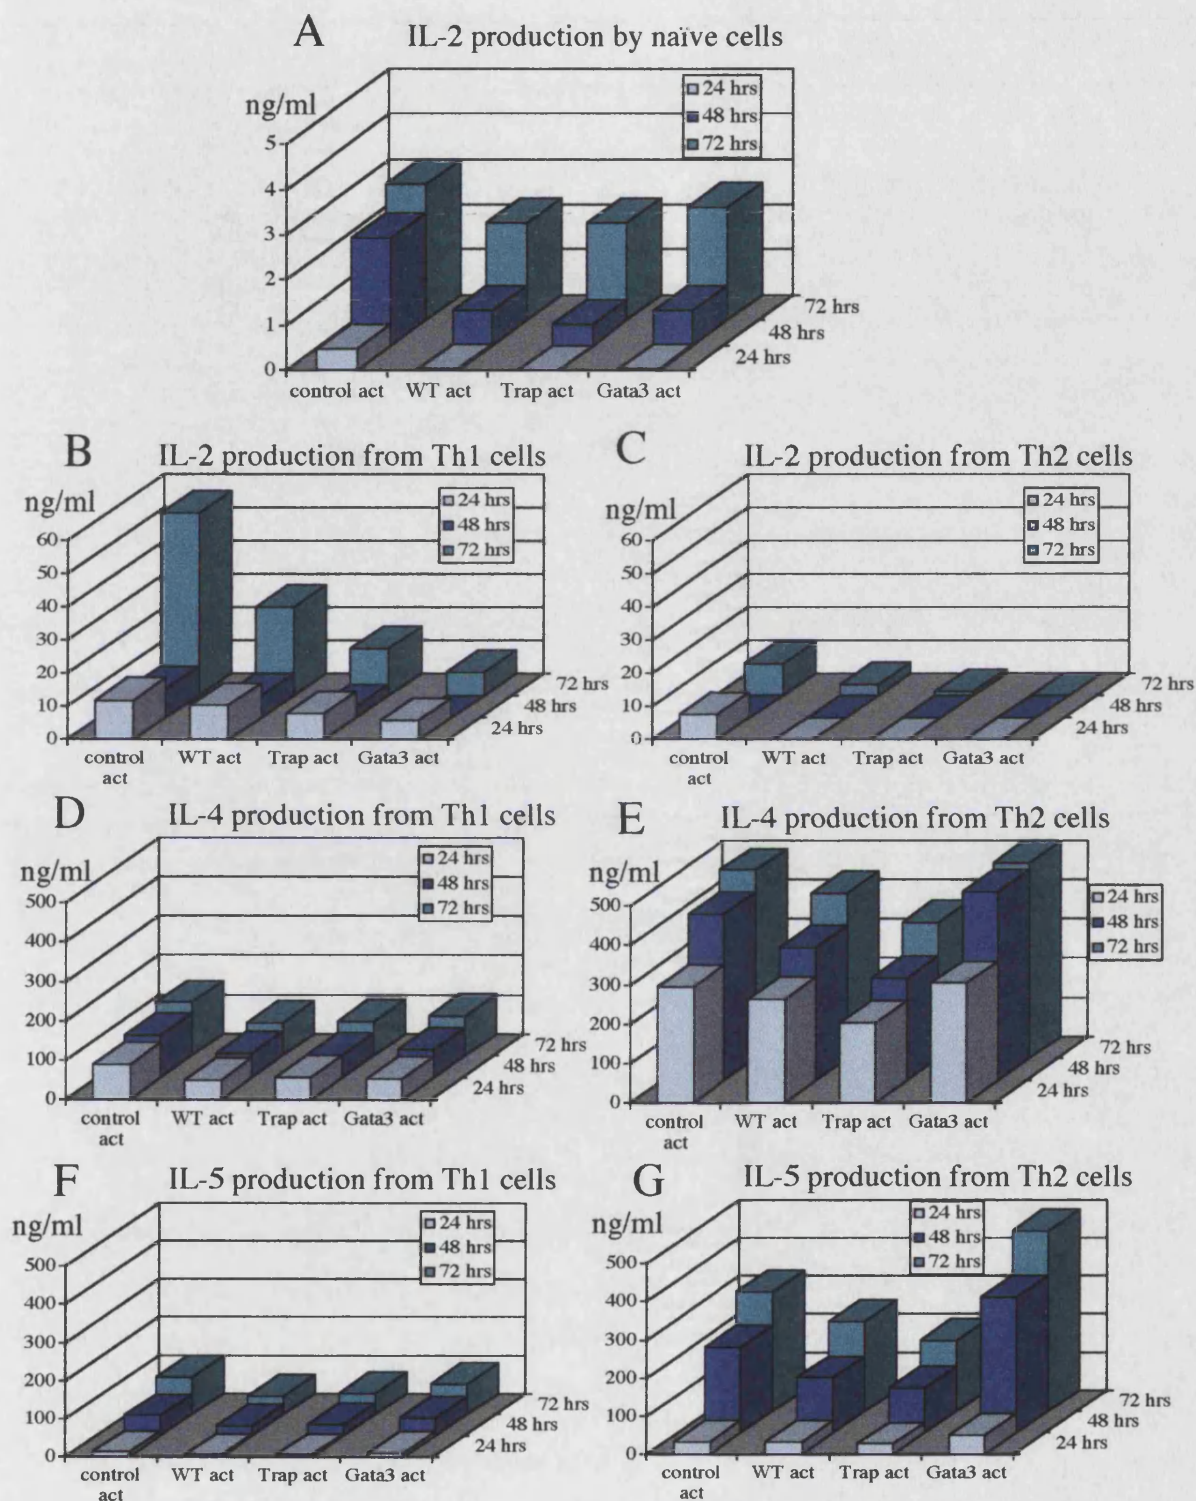 A
IL-2 production by naïve cells
ng/ml
24 hrs
48 hrs
72 hrs
5
4
3
2
1
0
72 hrs
48 hrs
24 hrs
control act
WT act
Trap act
Gata3 act
B
IL-2 production from Th1 cells
ng/ml
24 hrs
48 hrs
72 hrs
60
50
40
30
20
10
0
72 hrs
48 hrs
24 hrs
control
act
WT act
Trap act
Gata3 act
C
IL-2 production from Th2 cells
ng/ml
24 hrs
48 hrs
72 hrs
60
50
40
30
20
10
0
72 hrs
48 hrs
24 hrs
control
act
WT act
Trap act
Gata3 act
D
IL-4 production from Th1 cells
ng/ml
24 hrs
48 hrs
72 hrs
500
400
300
200
100
0
72 hrs
48 hrs
24 hrs
control
act
WT act
Trap act
Gata3 act
E
IL-4 production from Th2 cells
ng/ml
24 hrs
48 hrs
72 hrs
500
400
300
200
100
0
72 hrs
48 hrs
24 hrs
control
act
WT act
Trap act
Gata3 act
F
IL-5 production from Th1 cells
ng/ml
24 hrs
48 hrs
72 hrs
500
400
300
200
100
0
72 hrs
48 hrs
24 hrs
control
act
WT act
Trap act
Gata3 act
G
IL-5 production from Th2 cells
ng/ml
24 hrs
48 hrs
72 hrs
500
400
300
200
100
0
72 hrs
48 hrs
24 hrs
control
act
WT act
Trap act
Gata3 act